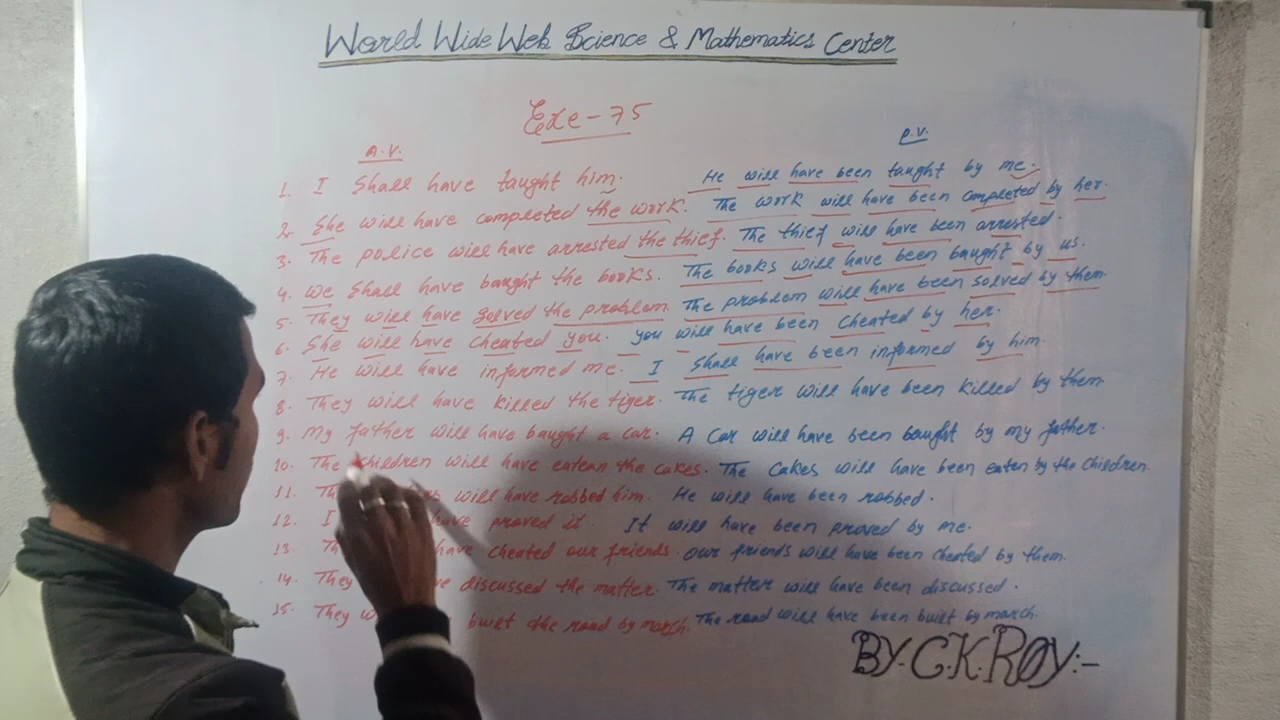 World Wide Web Science & Mathematics Center
Exe - 75
A.V. P.V.
1. I Shall have taught him. He will have been taught by me.
2. She will have completed the work. The work will have been completed by her.
3. The police will have arrested the thief. The thief will have been arrested.
4. We Shall have bought the books. The books will have been bought by us.
5. They will have solved the problem. The problem will have been solved by them.
6. She will have cheated you. you will have been cheated by her.
7. He will have informed me. I Shall have been informed by him.
8. They will have killed the tiger. The tiger will have been killed by them
9. My father will have bought a car. A Car will have been bought by my father.
10. The children will have eatean the cakes. The Cakes will have been eaten by the children.
11. will have robbed him. He will have been robbed.
12. I have proved it. It will have been proved by me.
13. have cheated our friends. our friends will have been cheated by them.
14. They discussed the matter. The matter will have been discussed.
15. They built the road by march. The road will have been built by march.
BY:C.K.ROY:-